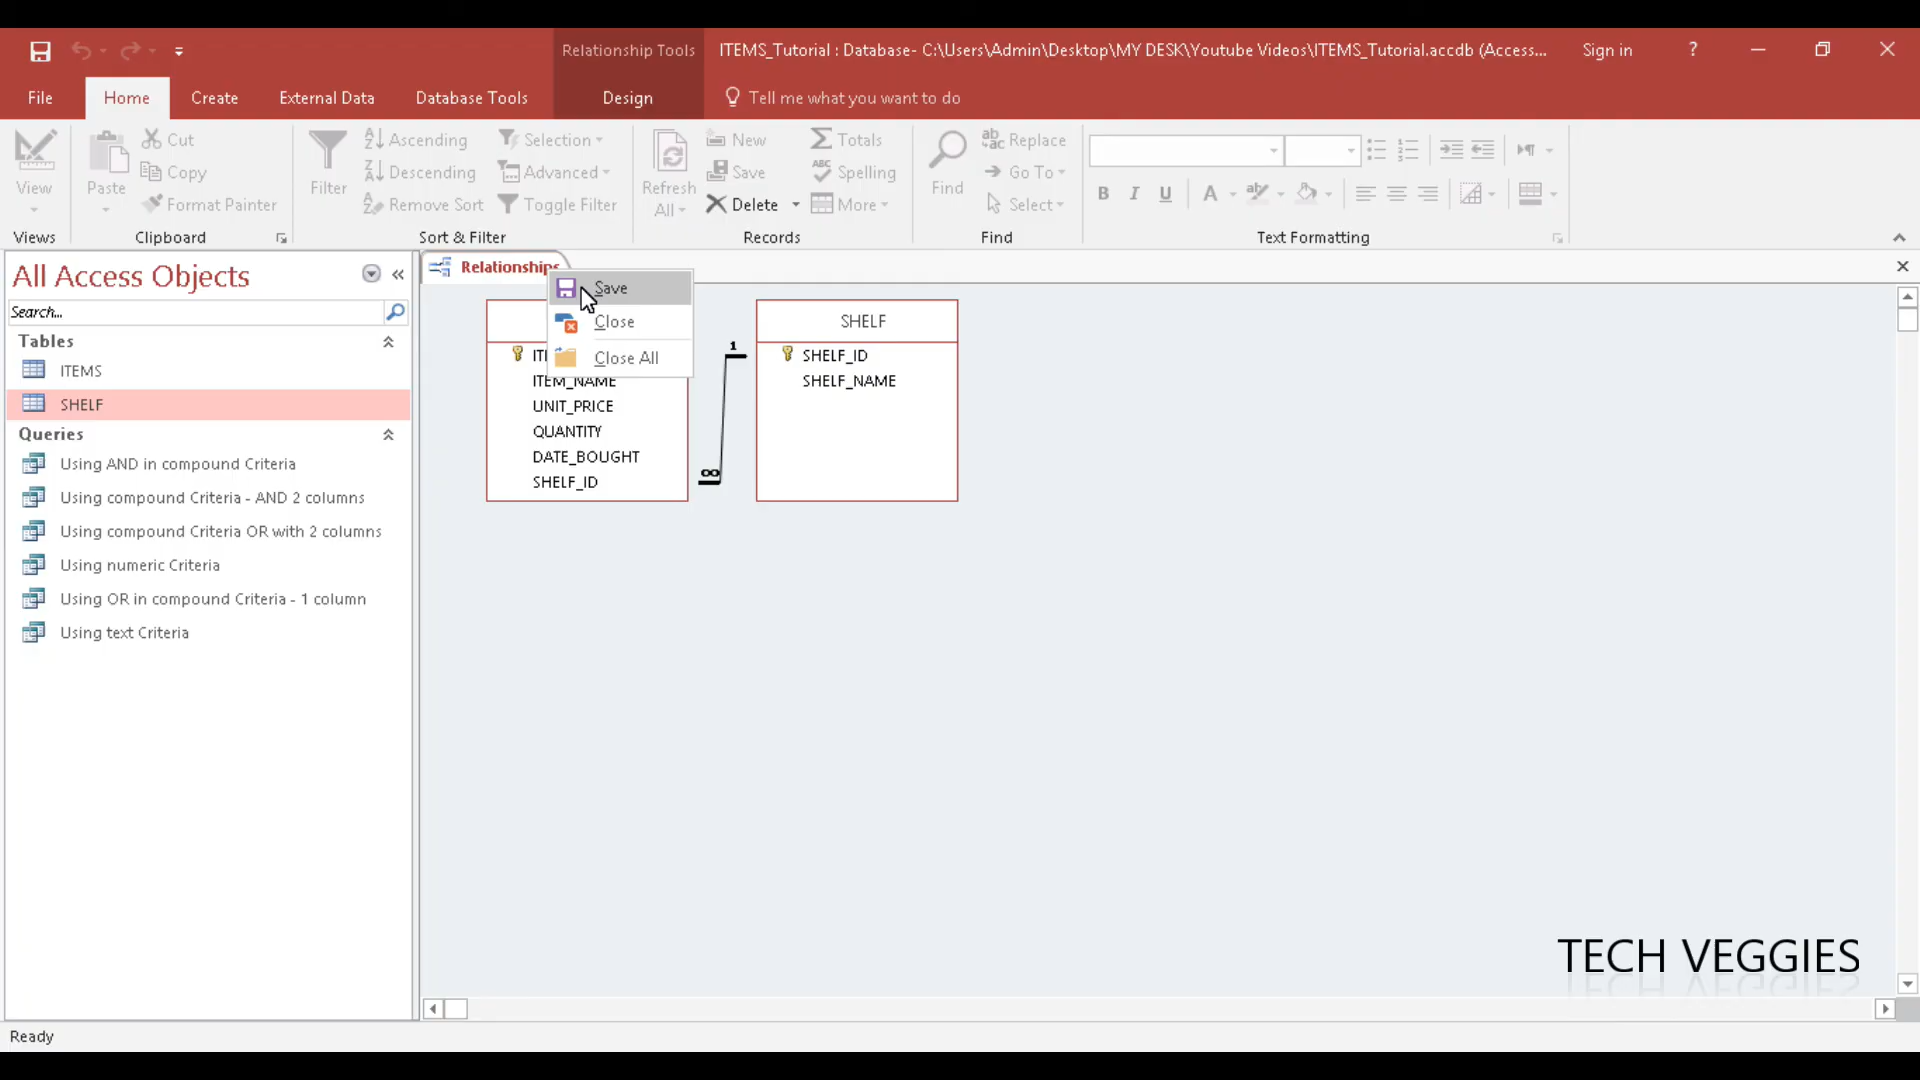 Relationship Tools
ITEMS_Tutorial : Database- C:\Users\Admin\Desktop\MY DESK\Youtube Videos\ITEMS_Tutorial.accdb (Access...
Sign in
?
File
Home
Create
External Data
Database Tools
Design
Tell me what you want to do
View
Paste
Cut
Copy
Format Painter
Filter
Ascending
Descending
Remove Sort
Selection
Advanced
Toggle Filter
Refresh
All
New
Save
Delete
Totals
Spelling
More
Find
Replace
Go To
Select
B I U A
Views
Clipboard
Sort & Filter
Records
Find
Text Formatting
All Access Objects
Search...
Tables
ITEMS
SHELF
Queries
Using AND in compound Criteria
Using compound Criteria - AND 2 columns
Using compound Criteria OR with 2 columns
Using numeric Criteria
Using OR in compound Criteria - 1 column
Using text Criteria
Relationships
Save
Close
Close All
ITEM_NAME
UNIT_PRICE
QUANTITY
DATE_BOUGHT
SHELF_ID
1
∞
SHELF
SHELF_ID
SHELF_NAME
TECH VEGGIES
Ready